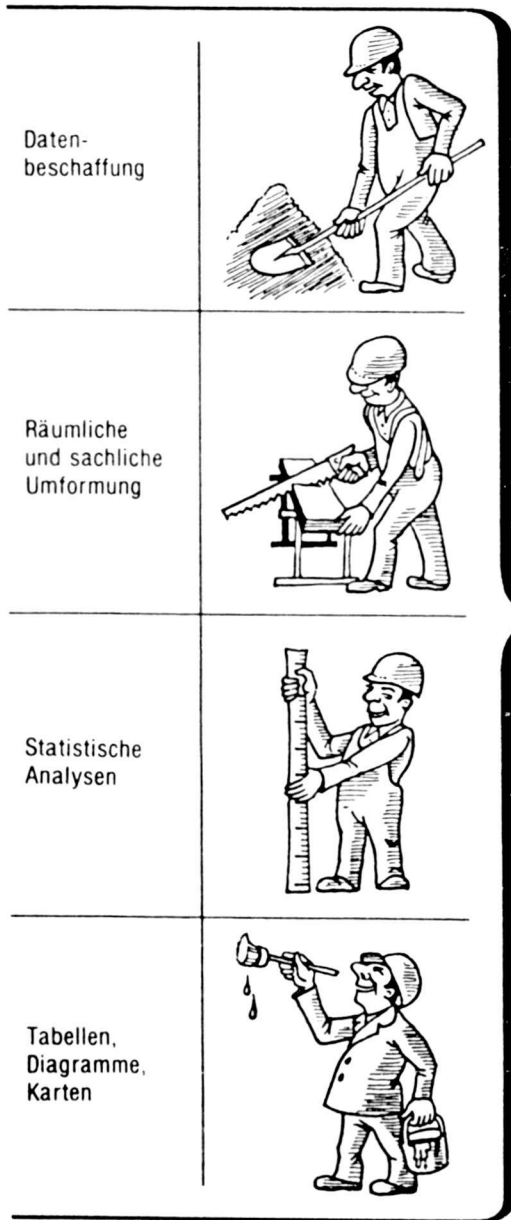 Daten-
beschaffung
Räumliche
und sachliche
Umformung
Statistische
Analysen
Tabellen,
Diagramme,
Karten